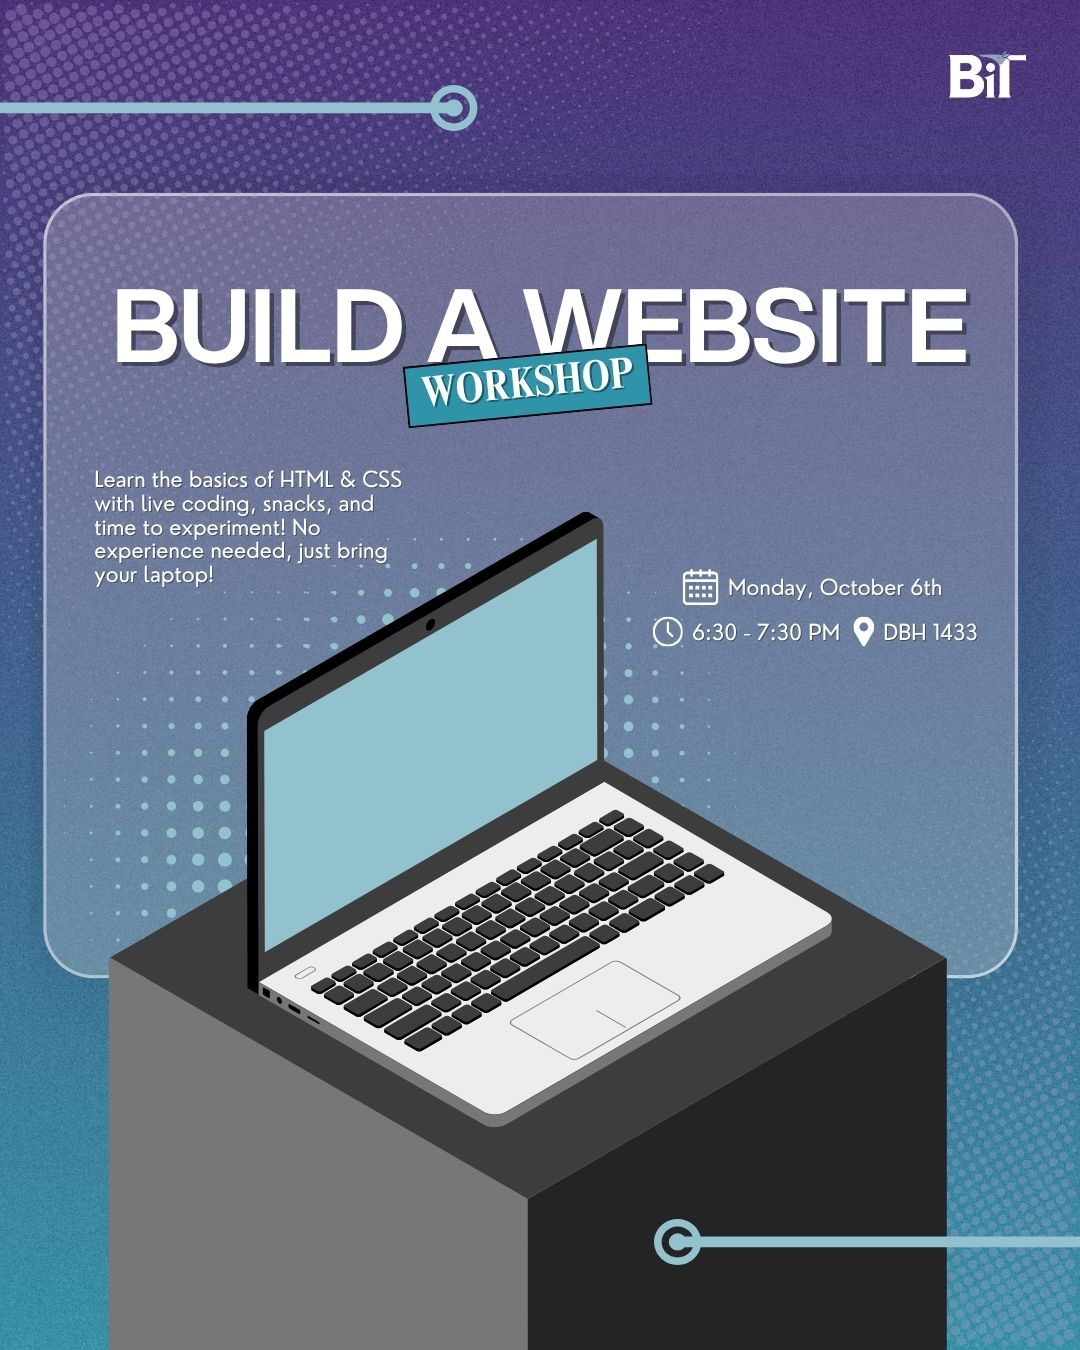 BiT
BUILD A WEBSITE
WORKSHOP
Learn the basics of HTML & CSS
with live coding, snacks, and
time to experiment! No
experience needed, just bring
your laptop!
Monday, October 6th
6:30 - 7:30 PM DBH 1433